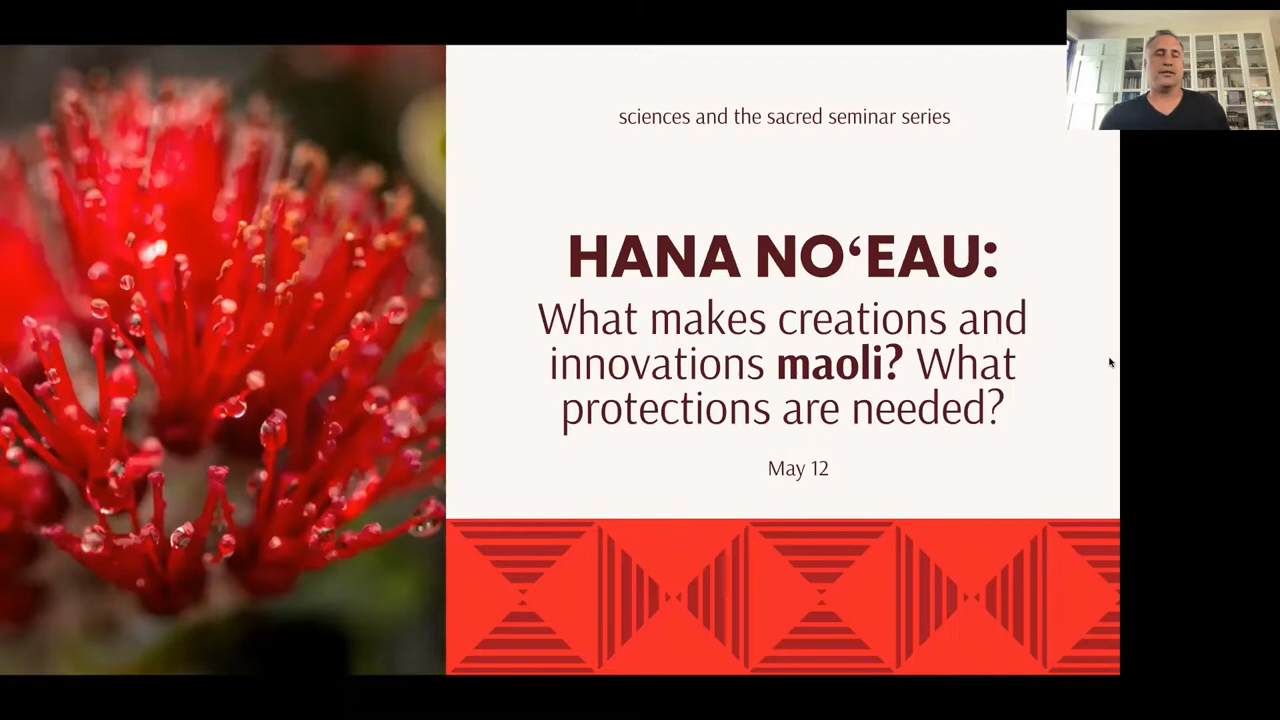 sciences and the sacred seminar series
HANA NOʻEAU:
What makes creations and
innovations maoli? What
protections are needed?
May 12